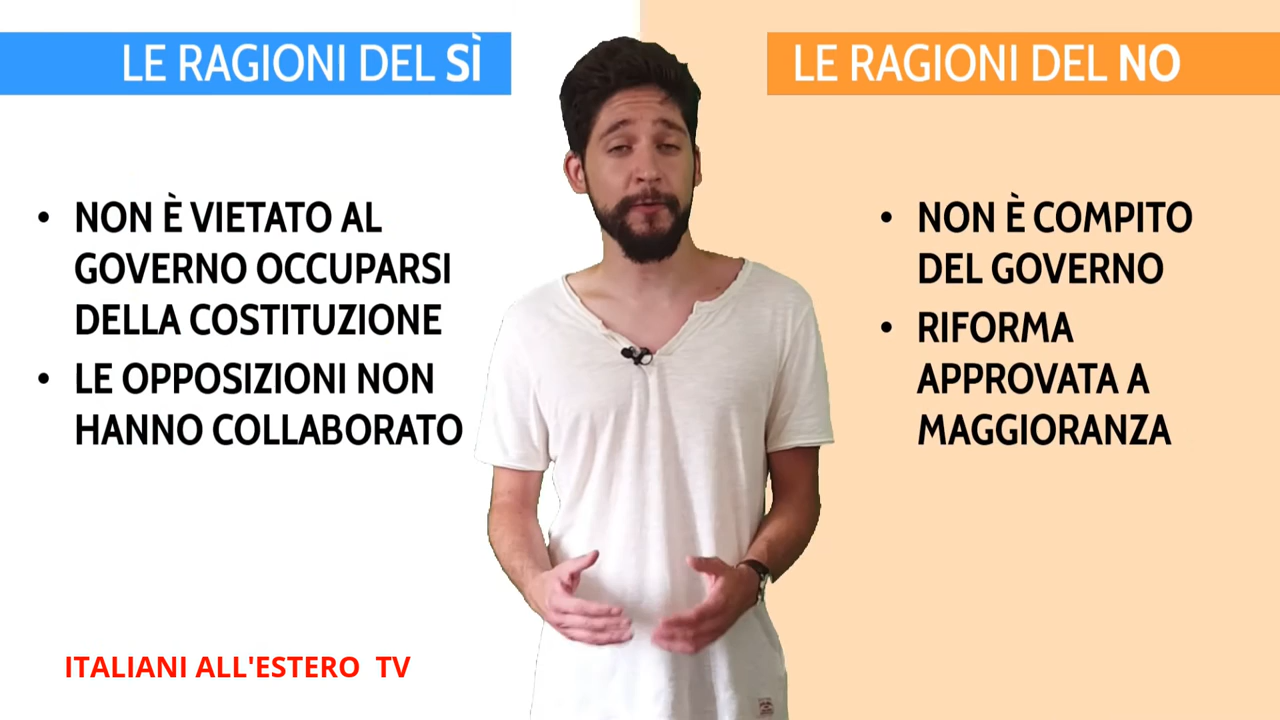 LE RAGIONI DEL SÌ
NON È VIETATO AL
GOVERNO OCCUPARSI
DELLA COSTITUZIONE
LE OPPOSIZIONI NON
HANNO COLLABORATO
LE RAGIONI DEL NO
NON È COMPITO
DEL GOVERNO
RIFORMA
APPROVATA A
MAGGIORANZA
ITALIANI ALL'ESTERO TV